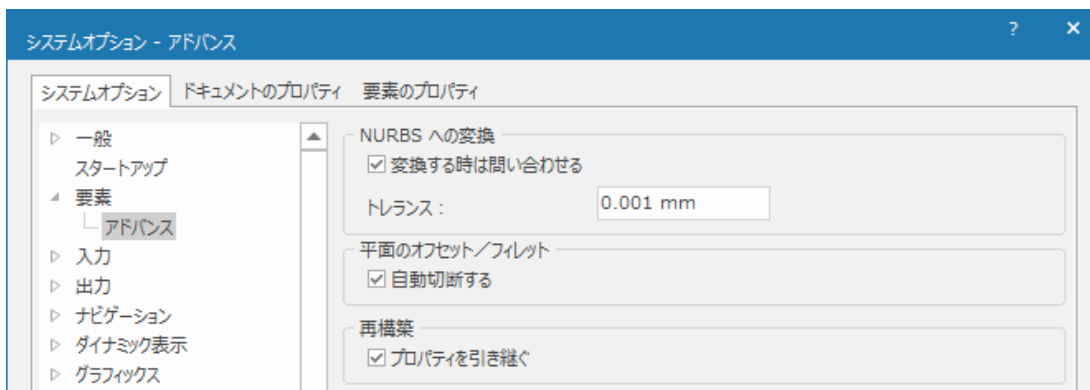 システムオプション - アドバンス
? ×
システムオプション ドキュメントのプロパティ 要素のプロパティ
一般
スタートアップ
要素
アドバンス
入力
出力
ナビゲーション
ダイナミック表示
グラフィックス
NURBS への変換
変換する時は問い合わせる
トレランス : 0.001 mm
平面のオフセット／フィレット
自動切断する
再構築
プロパティを引き継ぐ